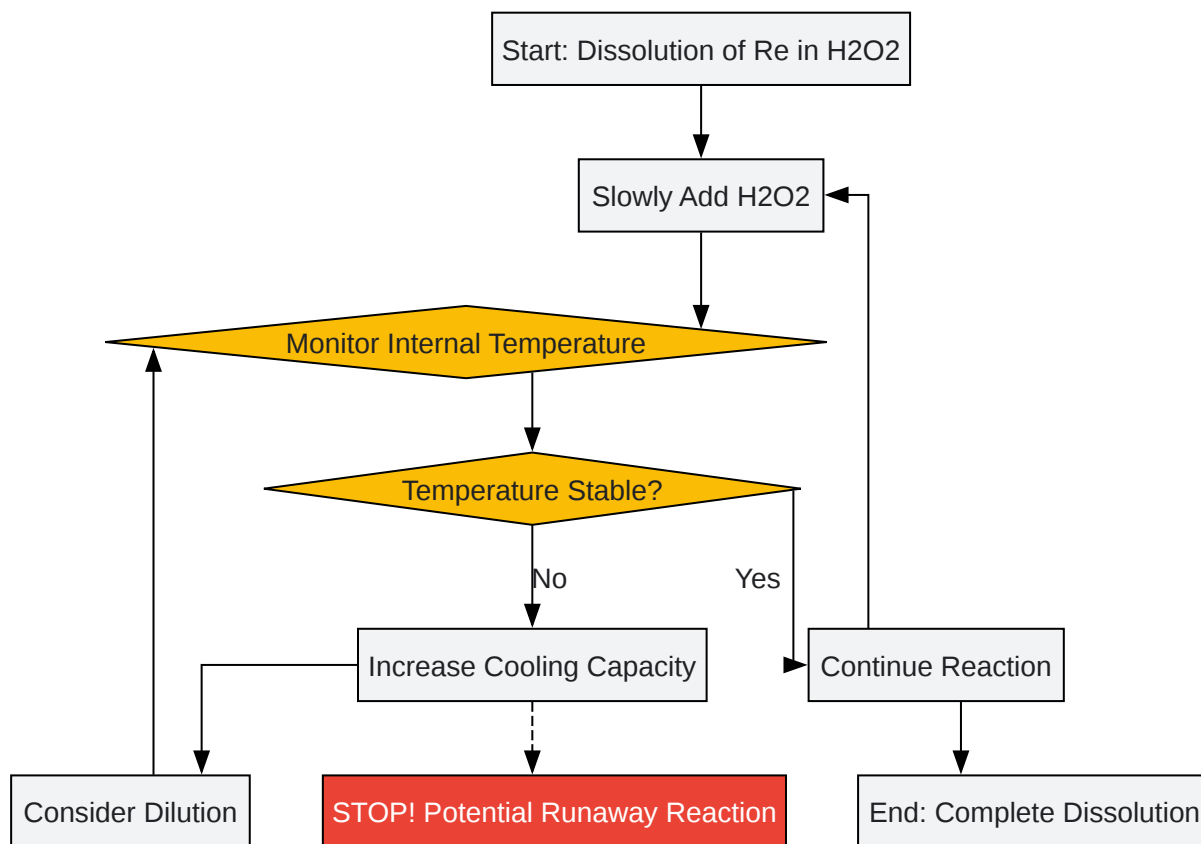 Start: Dissolution of Re in H2O2
Slowly Add H2O2
Monitor Internal Temperature
Temperature Stable?
No
Yes
Increase Cooling Capacity
Continue Reaction
Consider Dilution
STOP! Potential Runaway Reaction
End: Complete Dissolution